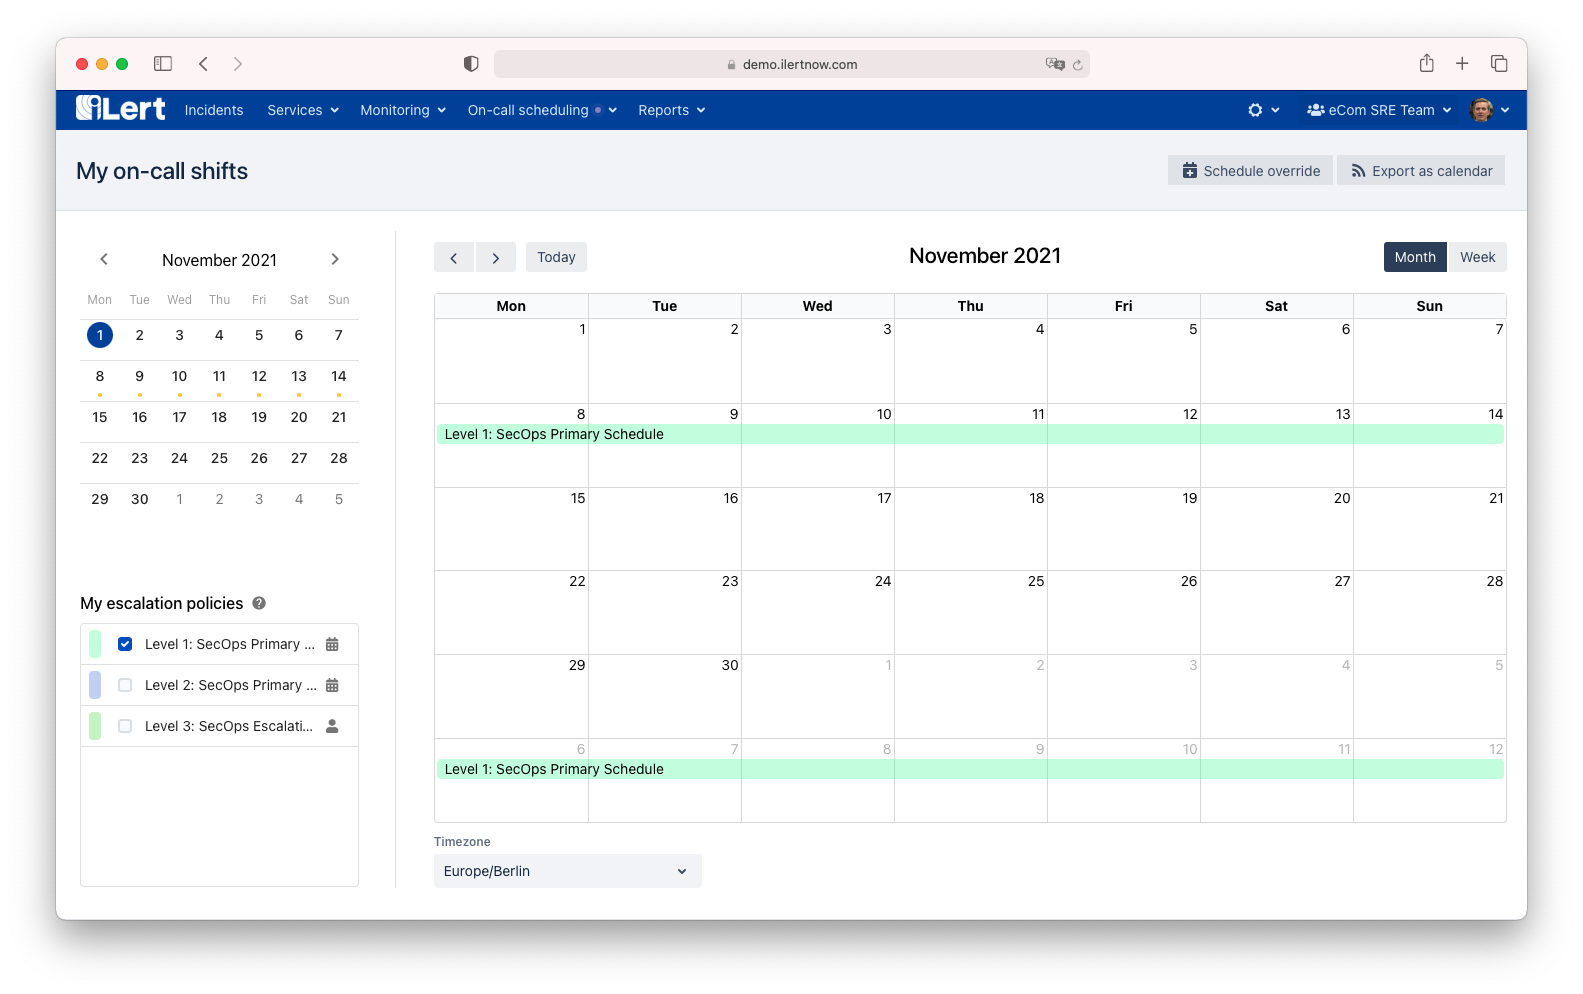 demo.ilertnow.com
iLert Incidents Services Monitoring On-call scheduling Reports eCom SRE Team
My on-call shifts Schedule override Export as calendar
November 2021
Mon Tue Wed Thu Fri Sat Sun
1 2 3 4 5 6 7
8 9 10 11 12 13 14
15 16 17 18 19 20 21
22 23 24 25 26 27 28
29 30 1 2 3 4 5
My escalation policies ?
Level 1: SecOps Primary ...
Level 2: SecOps Primary ...
Level 3: SecOps Escalati...
Today November 2021 Month Week
Mon Tue Wed Thu Fri Sat Sun
1 2 3 4 5 6 7
8 9 10 11 12 13 14
Level 1: SecOps Primary Schedule
15 16 17 18 19 20 21
22 23 24 25 26 27 28
29 30 1 2 3 4 5
6 7 8 9 10 11 12
Level 1: SecOps Primary Schedule
Timezone
Europe/Berlin